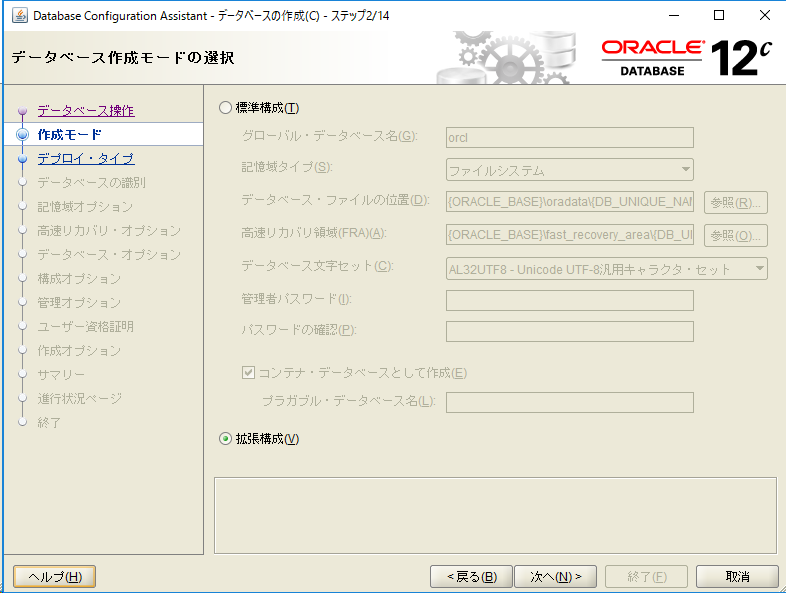 Database Configuration Assistant - データベースの作成(C) - ステップ2/14
データベース作成モードの選択
ORACLE
DATABASE
12c
データベース操作
作成モード
デプロイ・タイプ
データベースの識別
記憶域オプション
高速リカバリ・オプション
データベース・オプション
構成オプション
管理オプション
ユーザー資格証明
作成オプション
サマリー
進行状況ページ
終了
標準構成(T)
グローバル・データベース名(G): orcl
記憶域タイプ(S): ファイルシステム
データベース・ファイルの位置(D): {ORACLE_BASE}\oradata\{DB_UNIQUE_NAM 参照(R)...
高速リカバリ領域(FRA)(A): {ORACLE_BASE}\fast_recovery_area\{DB_UI 参照(O)...
データベース文字セット(C): AL32UTF8 - Unicode UTF-8汎用キャラクタ・セット
管理者パスワード(I):
パスワードの確認(P):
コンテナ・データベースとして作成(E)
プラガブル・データベース名(L):
拡張構成(V)
ヘルプ(H) <戻る(B) 次へ(N)> 終了(F) 取消